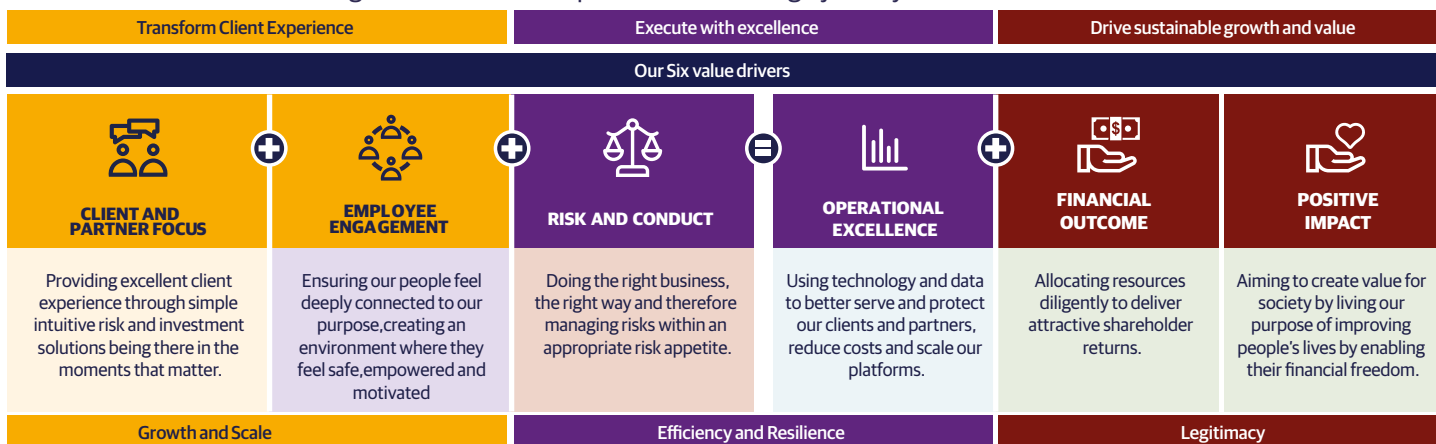 Transform Client Experience
Execute with excellence
Drive sustainable growth and value
Our Six value drivers
CLIENT AND
PARTNER FOCUS
EMPLOYEE
ENGAGEMENT
RISK AND CONDUCT
OPERATIONAL
EXCELLENCE
FINANCIAL
OUTCOME
POSITIVE
IMPACT
Providing excellent client
experience through simple
intuitive risk and investment
solutions being there in the
moments that matter.
Ensuring our people feel
deeply connected to our
purpose,creating an
environment where they
feel safe,empowered and
motivated
Doing the right business,
the right way and therefore
managing risks within an
appropriate risk appetite.
Using technology and data
to better serve and protect
our clients and partners,
reduce costs and scale our
platforms.
Allocating resources
diligently to deliver
attractive shareholder
returns.
Aiming to create value for
society by living our
purpose of improving
people's lives by enabling
their financial freedom.
Growth and Scale
Efficiency and Resilience
Legitimacy